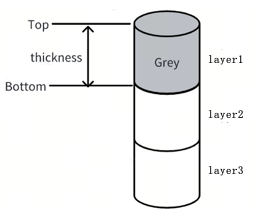 Top
thickness
Grey
layer1
Bottom
layer2
layer3